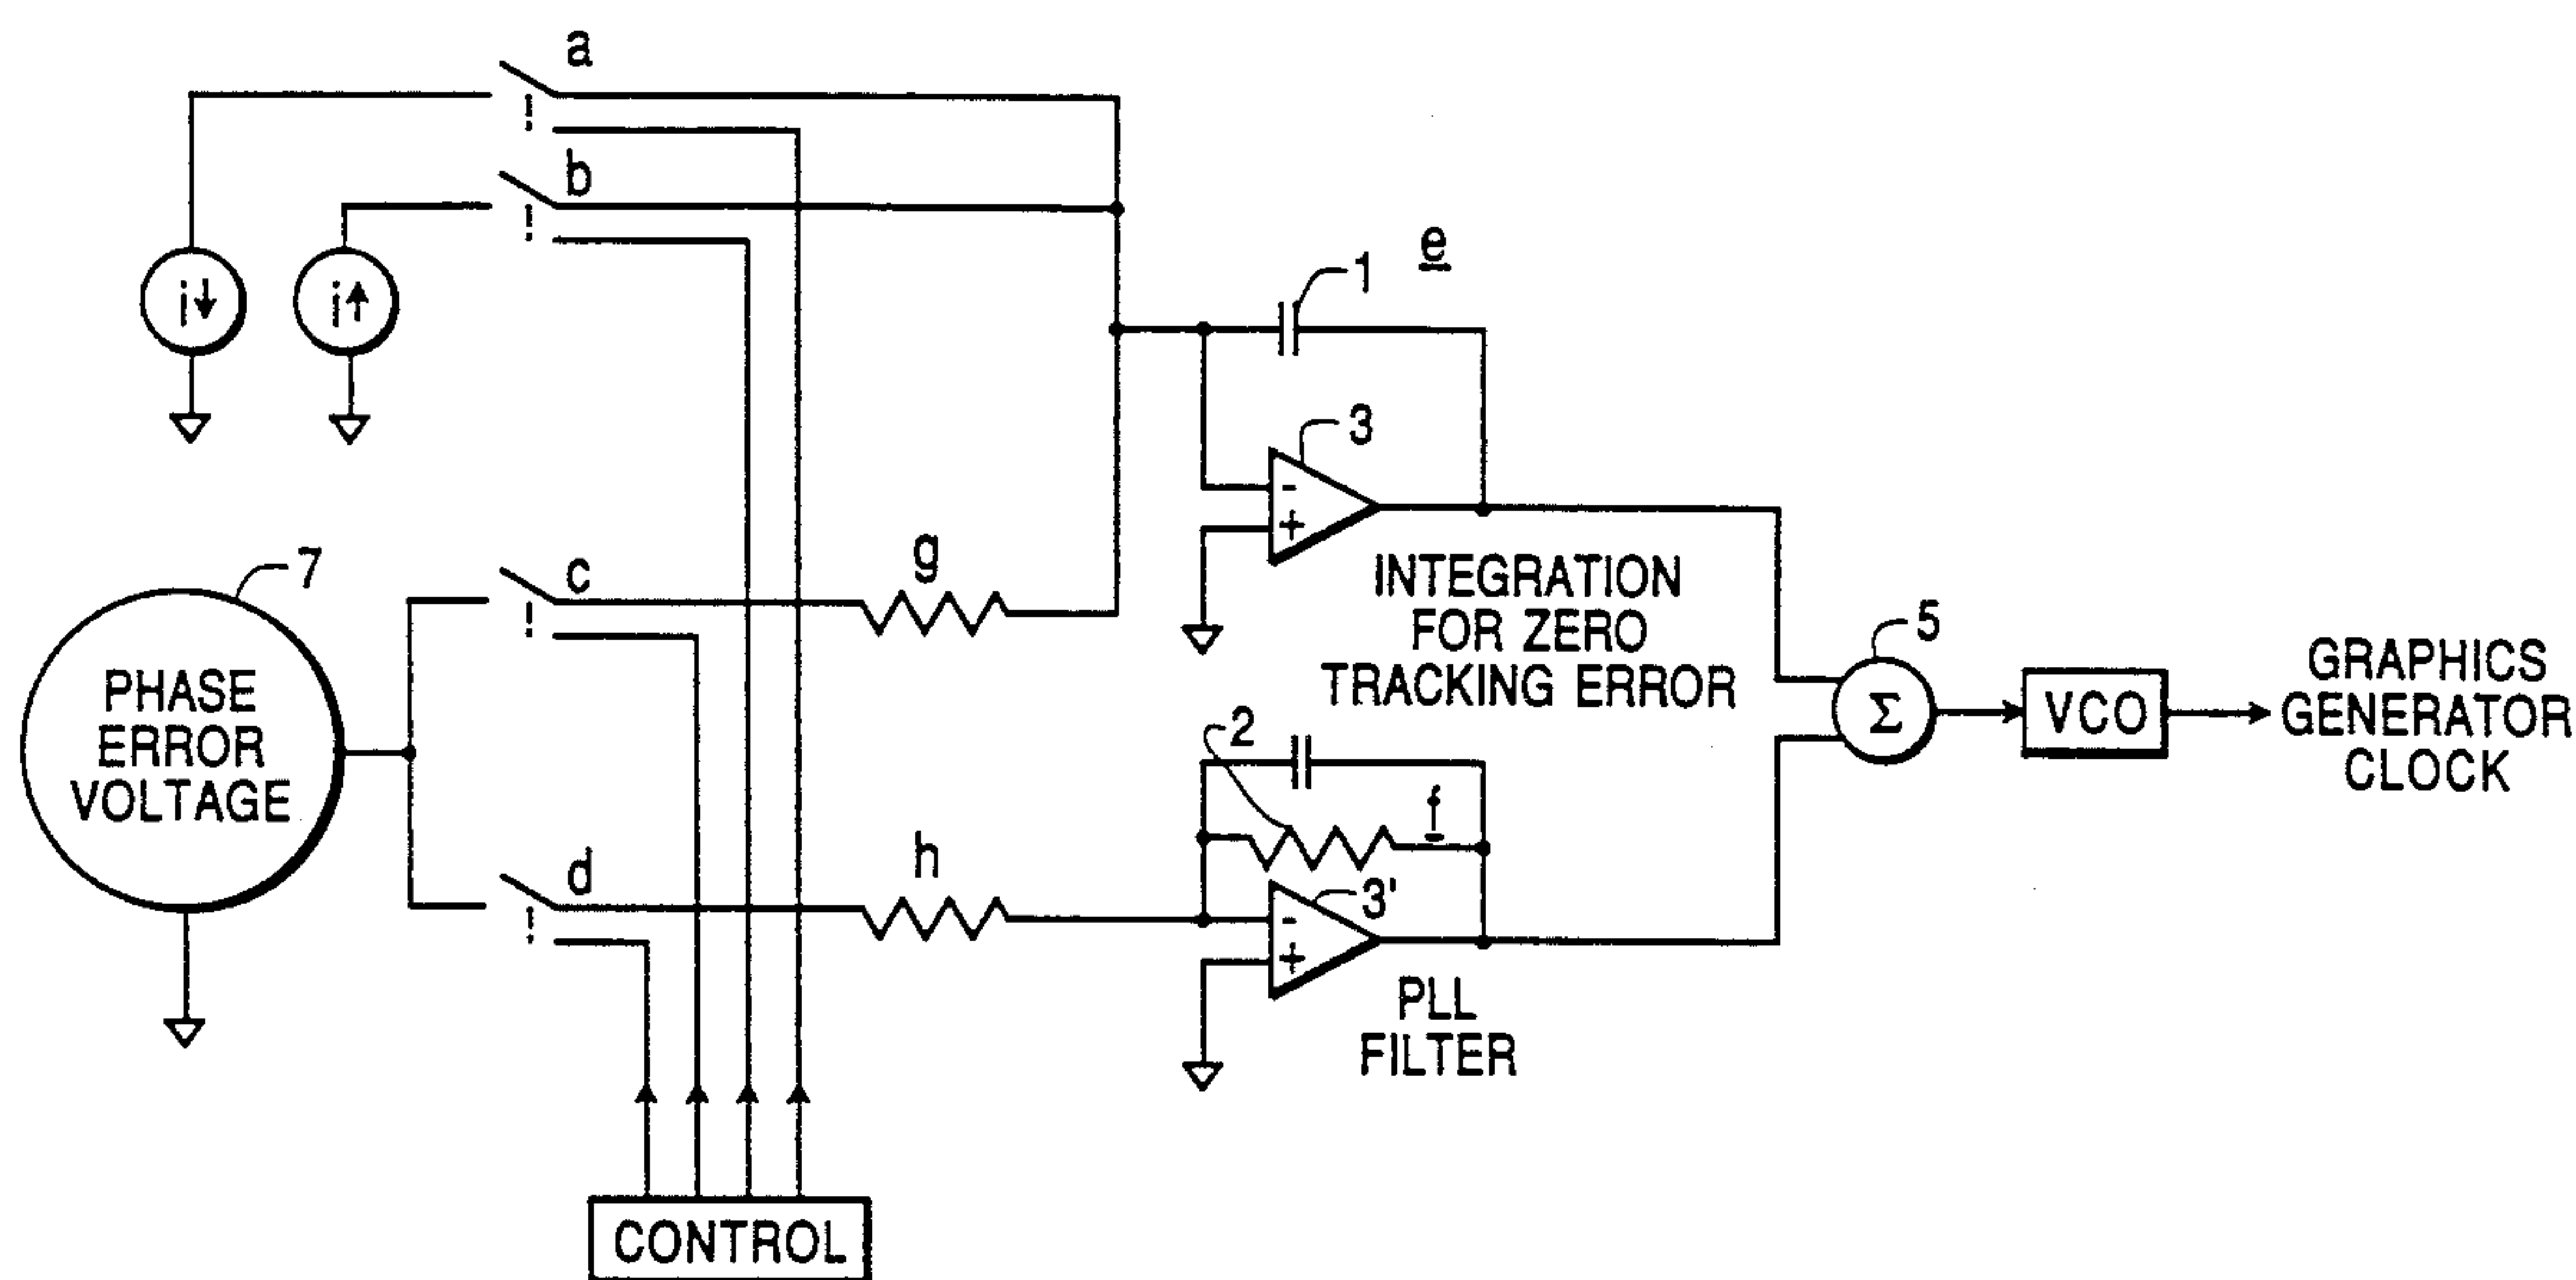 a
b
i↓
i↑
1
e
3
7
g
c
INTEGRATION
FOR ZERO
TRACKING ERROR
5
PHASE
ERROR
VOLTAGE
Σ
VCO
GRAPHICS
GENERATOR
CLOCK
2
f
h
d
3'
-
+
-
+
PLL
FILTER
CONTROL